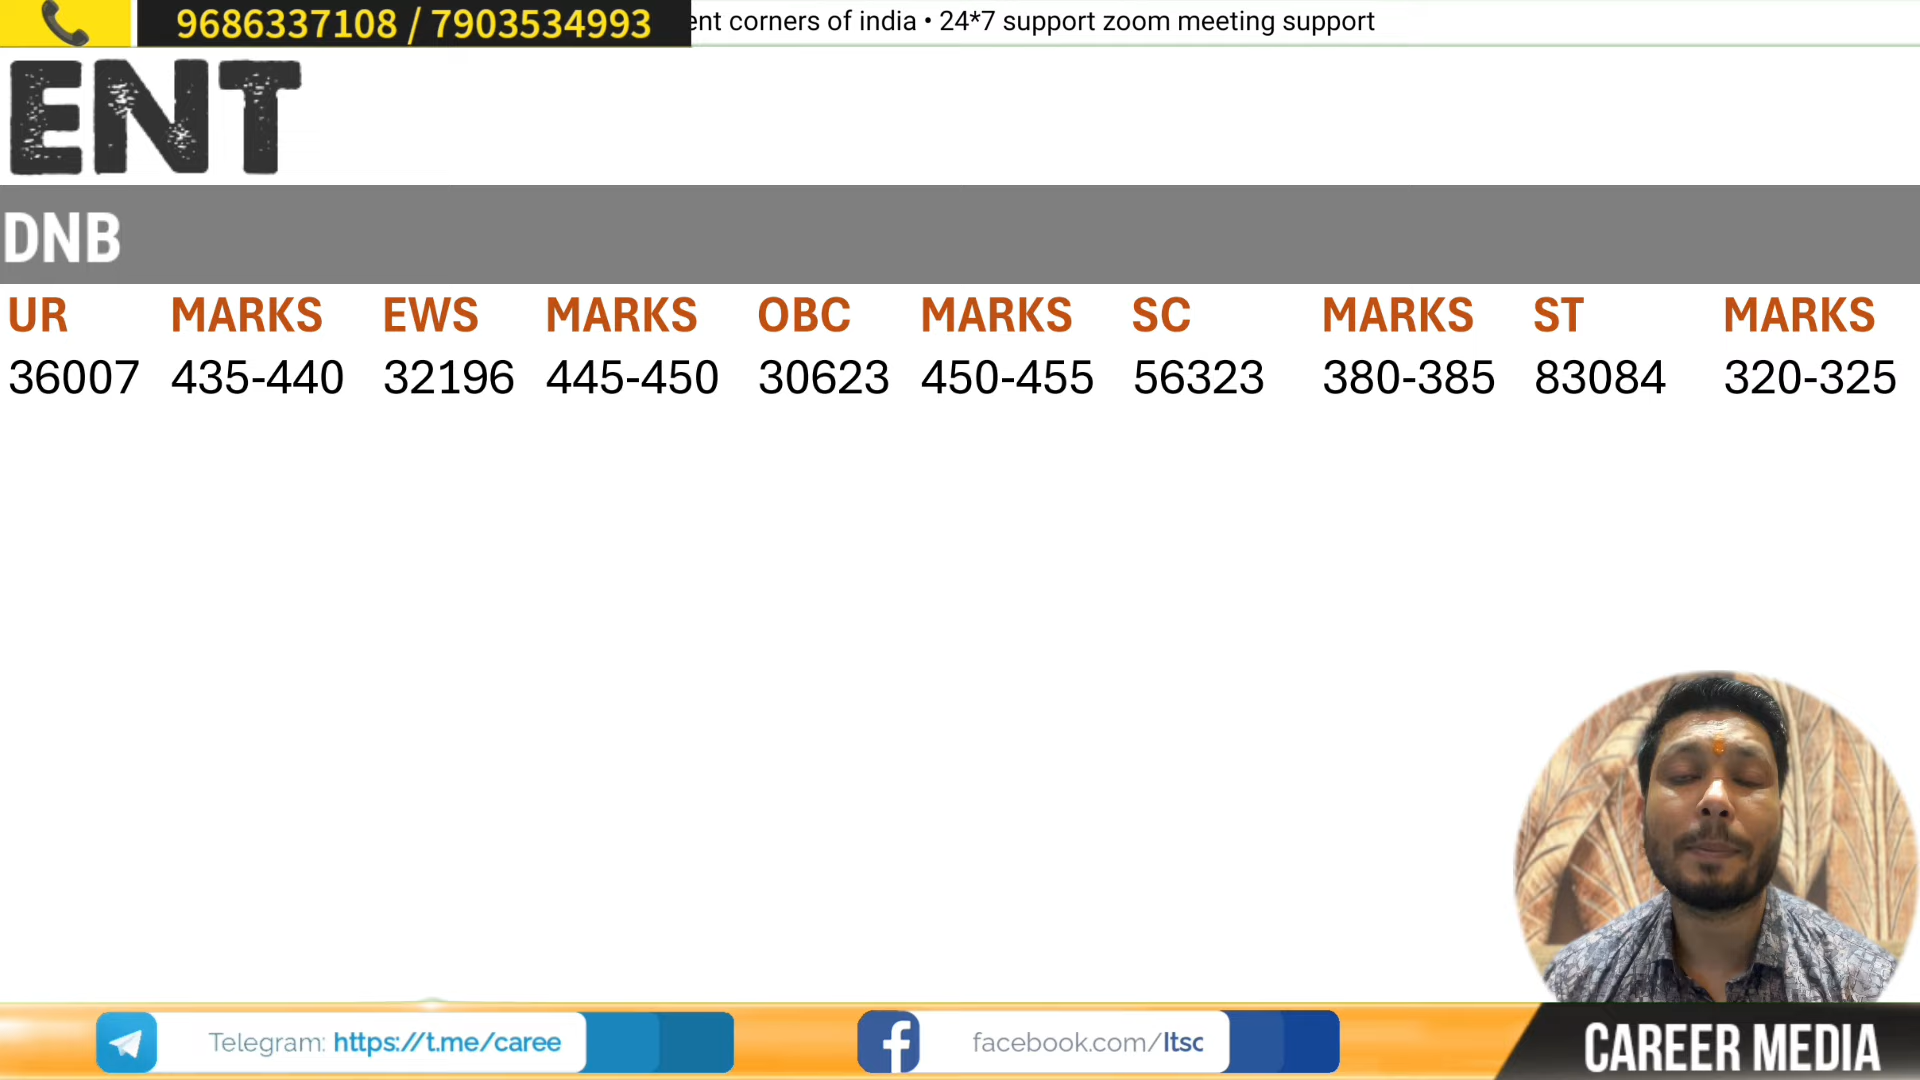 9686337108 / 7903534993
ent corners of india • 24*7 support zoom meeting support
ENT
DNB
UR MARKS EWS MARKS OBC MARKS SC MARKS ST MARKS
36007 435-440 32196 445-450 30623 450-455 56323 380-385 83084 320-325
Telegram: https://t.me/caree
facebook.com/Itsc
CAREER MEDIA